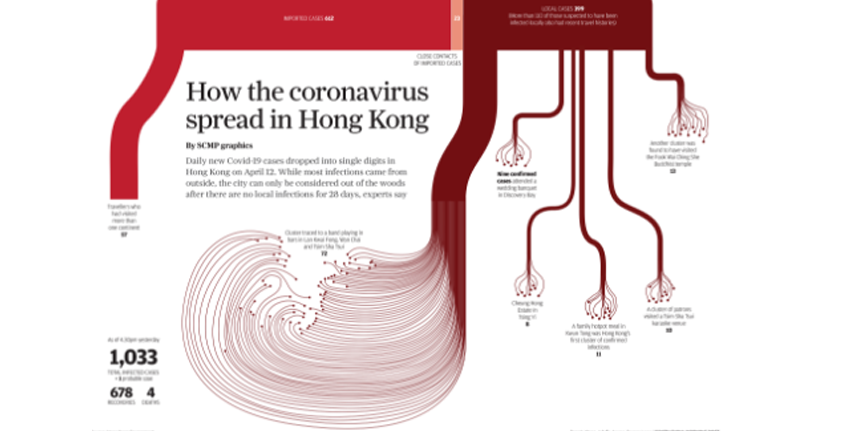 IMPORTED CASES 612
22
LOCAL CASES 399
(More than 30 of those suspected to have been
infected locally also had recent travel histories)
CLOSE CONTACTS
OF IMPORTED CASES
How the coronavirus
spread in Hong Kong
By SCMP graphics
Daily new Covid-19 cases dropped into single digits in
Hong Kong on April 12. While most infections came from
outside, the city can only be considered out of the woods
after there are no local infections for 28 days, experts say
Another cluster was
found to have visited
the Fook Wai Ching She
Buddhist temple
Nine confirmed
cases attended a
wedding banquet
in Discovery Bay
Travellers who
had visited
more than
one continent
Cluster traced to a band playing in
bars in Lan Kwai Fong, Wan Chai
and Tsim Sha Tsui
Cheung Hong
Estate in
Tsing Yi
8
A cluster of patrons
visited a Tsim Sha Tsui
karaoke venue
A family hotpot meal in
Kwun Tong was Hong Kong's
first cluster of confirmed
infections
11
As of 4.30pm yesterday
1,033
TOTAL INFECTED CASES
+ 1 probable case
678 4
RECOVERIES DEATHS